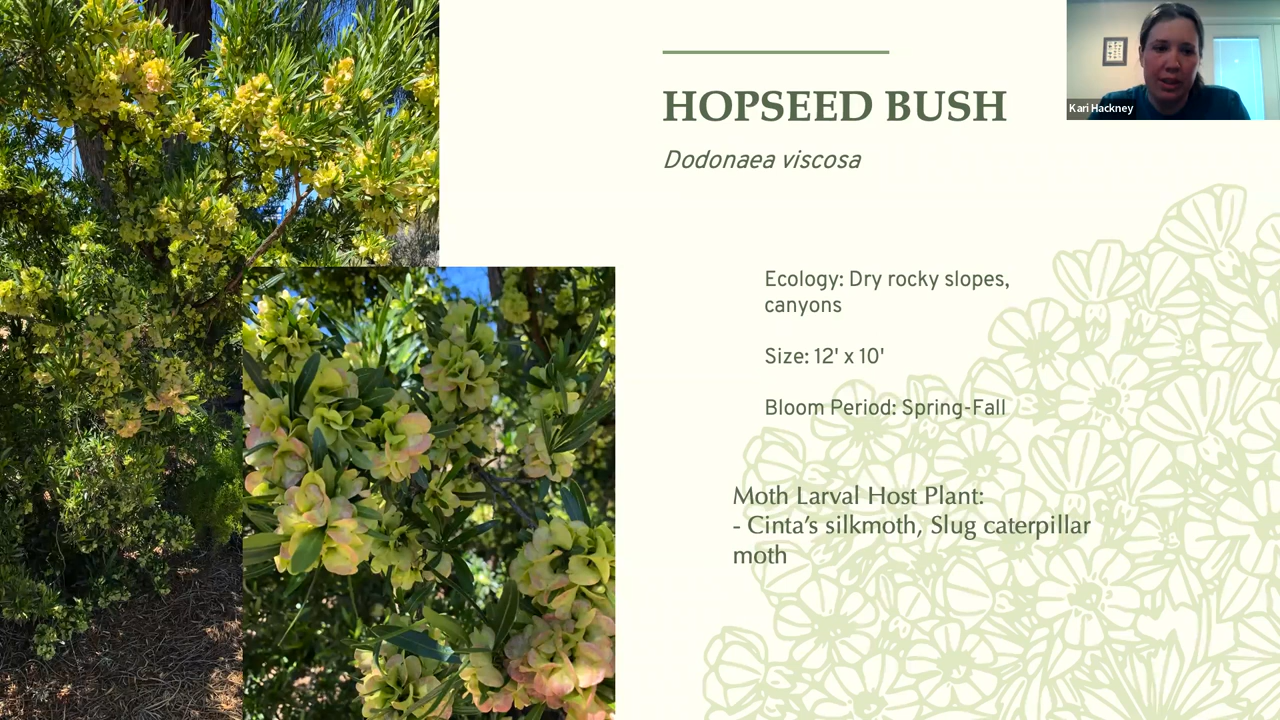 HOPSEED BUSH
Kari Hackney
Dodonaea viscosa
Ecology: Dry rocky slopes,
canyons
Size: 12' x 10'
Bloom Period: Spring-Fall
Moth Larval Host Plant:
- Cinta’s silkmoth, Slug caterpillar
moth